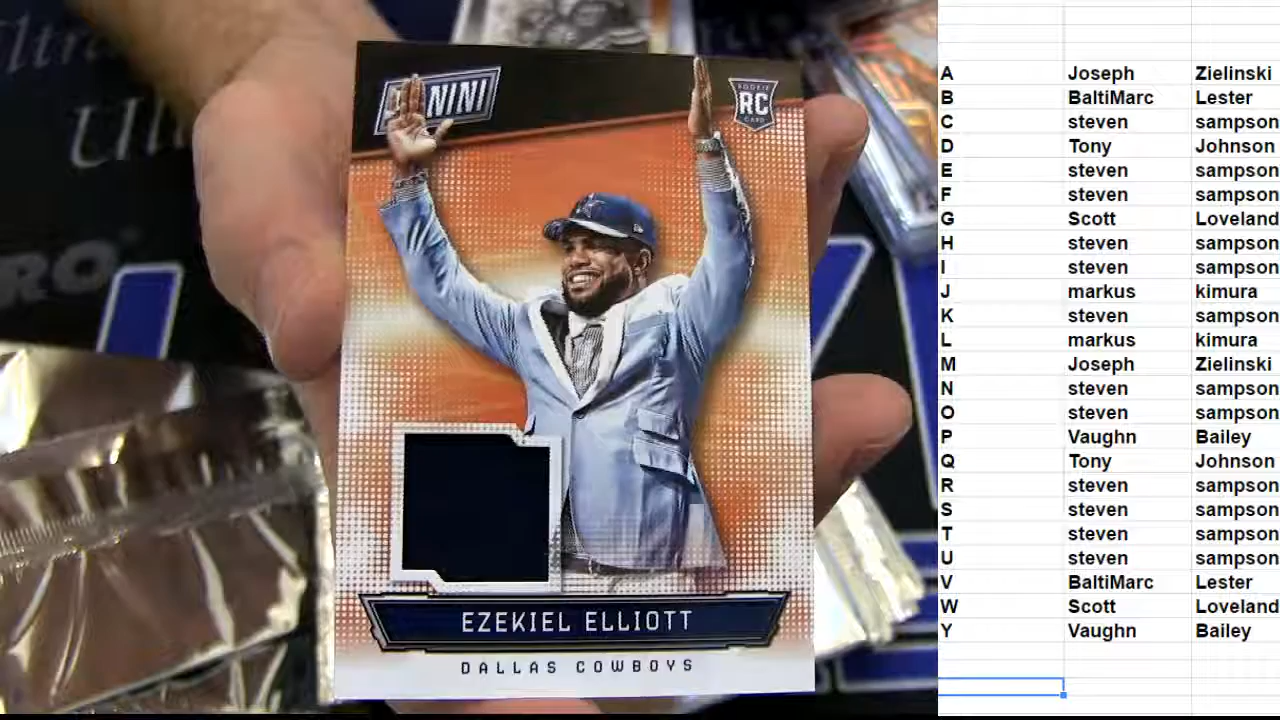 PANINI
ROOKIE
RC
CARD
EZEKIEL ELLIOTT
DALLAS COWBOYS
A Joseph Zielinski
B BaltiMarc Lester
C steven sampson
D Tony Johnson
E steven sampson
F steven sampson
G Scott Loveland
H steven sampson
I steven sampson
J markus kimura
K steven sampson
L markus kimura
M Joseph Zielinski
N steven sampson
O steven sampson
P Vaughn Bailey
Q Tony Johnson
R steven sampson
S steven sampson
T steven sampson
U steven sampson
V BaltiMarc Lester
W Scott Loveland
Y Vaughn Bailey